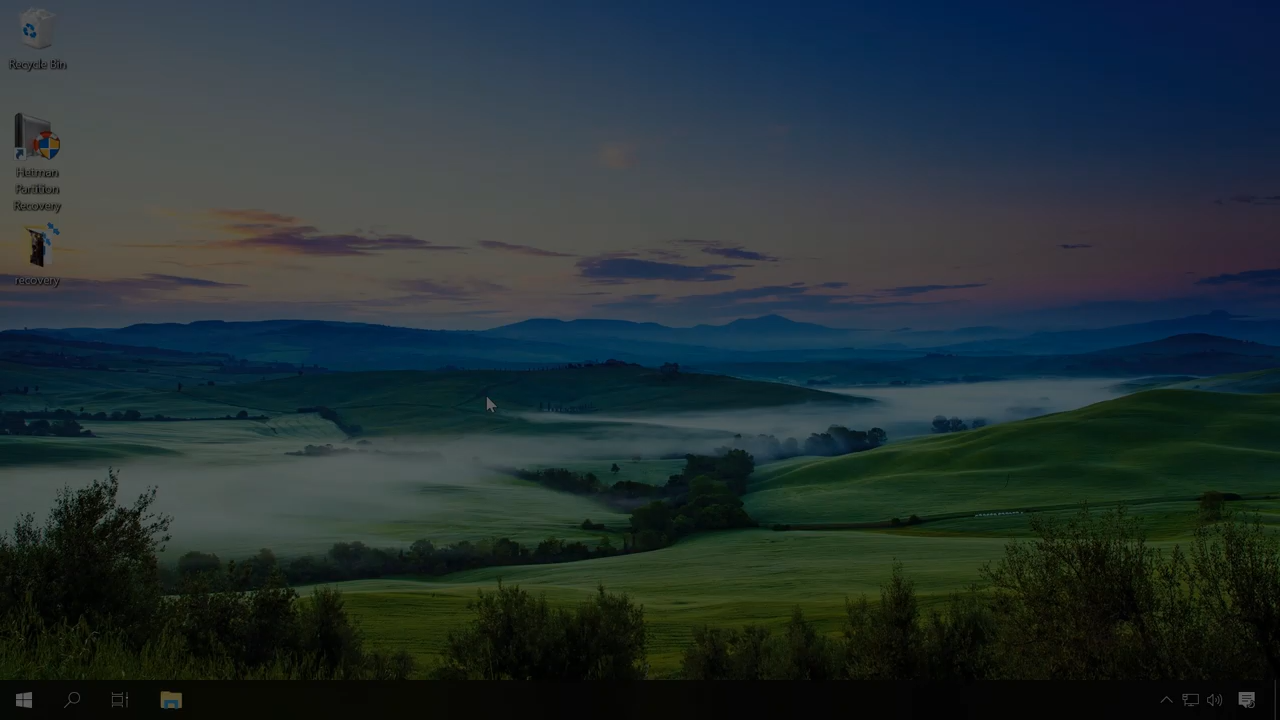 Recycle Bin
Hetman
Partition
Recovery
recovery